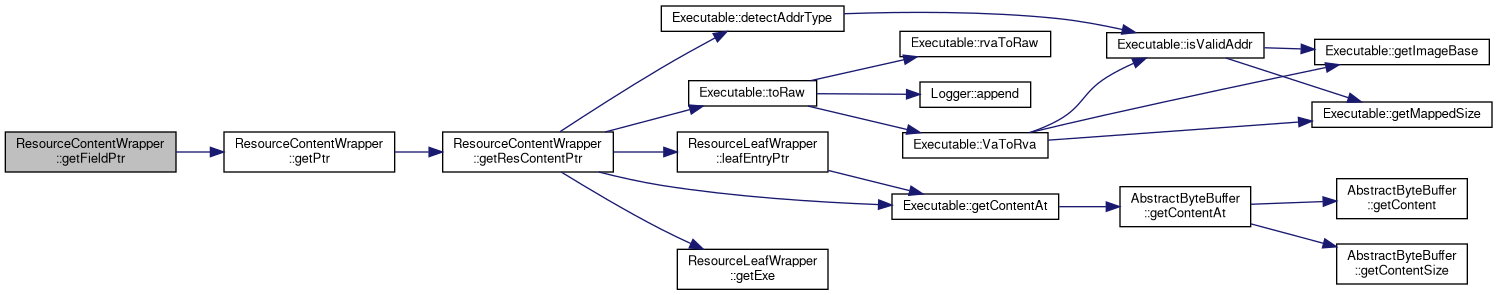 ResourceContentWrapper
::getFieldPtr
ResourceContentWrapper
::getPtr
ResourceContentWrapper
::getResContentPtr
Executable::detectAddrType
Executable::toRaw
ResourceLeafWrapper
::leafEntryPtr
ResourceLeafWrapper
::getExe
Executable::rvaToRaw
Logger::append
Executable::VaToRva
Executable::getContentAt
Executable::isValidAddr
AbstractByteBuffer
::getContentAt
Executable::getImageBase
Executable::getMappedSize
AbstractByteBuffer
::getContent
AbstractByteBuffer
::getContentSize